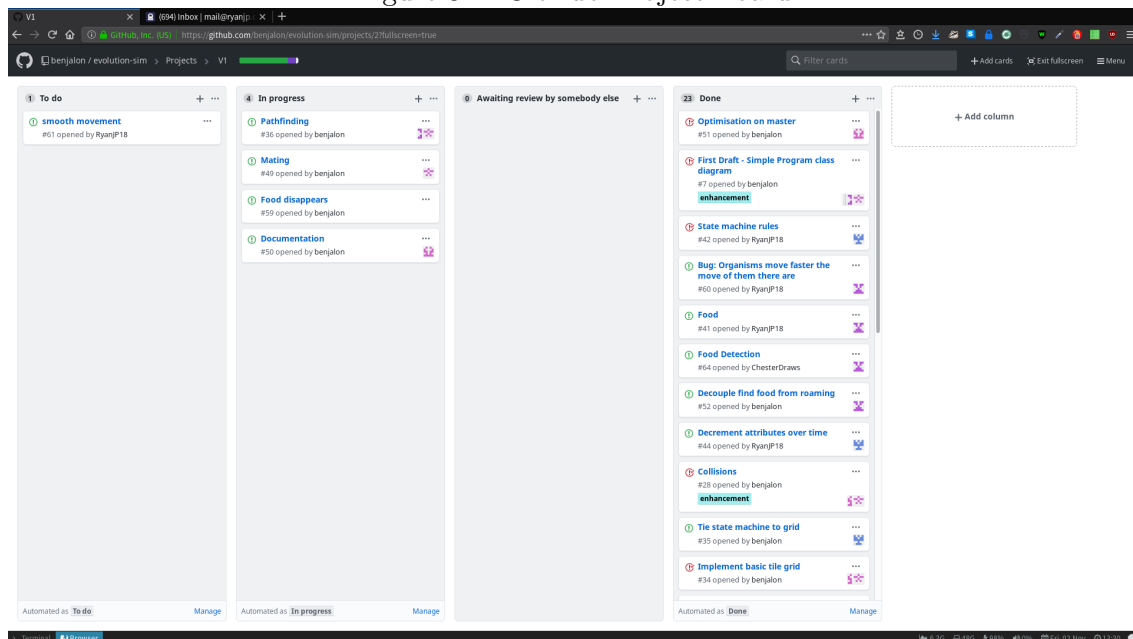 V1
(694) Inbox | mail@ryanjp.
GitHub, Inc. (US) https://github.com/benjalon/evolution-sim/projects/2?fullscreen=true
benjalon / evolution-sim > Projects > V1
Filter cards
+ Add cards
Exit fullscreen
Menu
1 To do
smooth movement
#61 opened by RyanJP18
Automated as To do
Manage
4 In progress
Pathfinding
#36 opened by benjalon
Mating
#49 opened by benjalon
Food disappears
#59 opened by benjalon
Documentation
#50 opened by benjalon
Automated as In progress
Manage
0 Awaiting review by somebody else
23 Done
Optimisation on master
#51 opened by benjalon
First Draft - Simple Program class
diagram
#7 opened by benjalon
enhancement
State machine rules
#42 opened by RyanJP18
Bug: Organisms move faster the
move of them there are
#60 opened by RyanJP18
Food
#41 opened by RyanJP18
Food Detection
#64 opened by ChesterDraws
Decouple find food from roaming
#52 opened by benjalon
Decrement attributes over time
#44 opened by RyanJP18
Collisions
#28 opened by benjalon
enhancement
Tie state machine to grid
#35 opened by benjalon
Implement basic tile grid
#34 opened by benjalon
Automated as Done
Manage
+ Add column
Terminal
Browser
Fri, 02 Nov
13:30